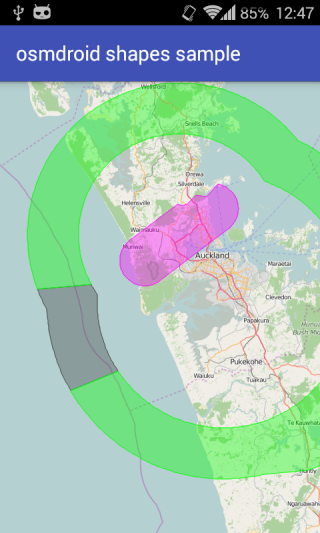 85% 12:47
osmdroid shapes sample
Wellsford
Snells Beach
Orewa
Silverdale
Helensville
Waimauku
Muriwai
Auckland
Maraetai
Clevedon
Papakura
Pukekohe
Waiuku
Tuakau
Te Kauwhata
Huntly
Ngaruawahia